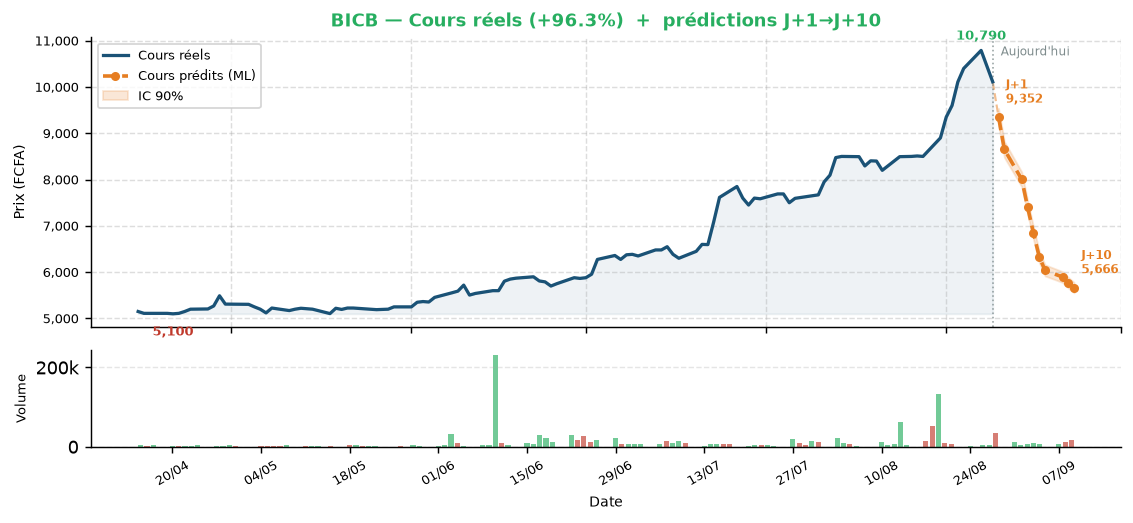 BICB — Cours réels (+96.3%)  +  prédictions J+1→J+10
11,000
10,000
9,000
8,000
7,000
6,000
5,000
Prix (FCFA)
Cours réels
Cours prédits (ML)
IC 90%
10,790
Aujourd'hui
J+1
9,352
J+10
5,666
5,100
200k
0
Volume
20/04
04/05
18/05
01/06
15/06
29/06
13/07
27/07
10/08
24/08
07/09
Date